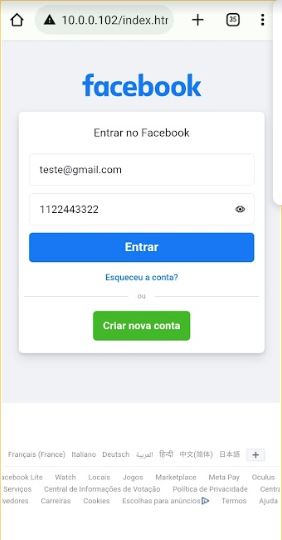 10.0.0.102/index.htr
35
facebook
Entrar no Facebook
teste@gmail.com
1122443322
Entrar
Esqueceu a conta?
ou
Criar nova conta
Français (France) Italiano Deutsch العربية हिन्दी 中文(简体) 日本語 +
acebook Lite Watch Locais Jogos Marketplace Meta Pay Oculus
Serviços Central de Informações de Votação Política de Privacidade Centra
lvedores Carreiras Cookies Escolhas para anúncios Termos Ajuda